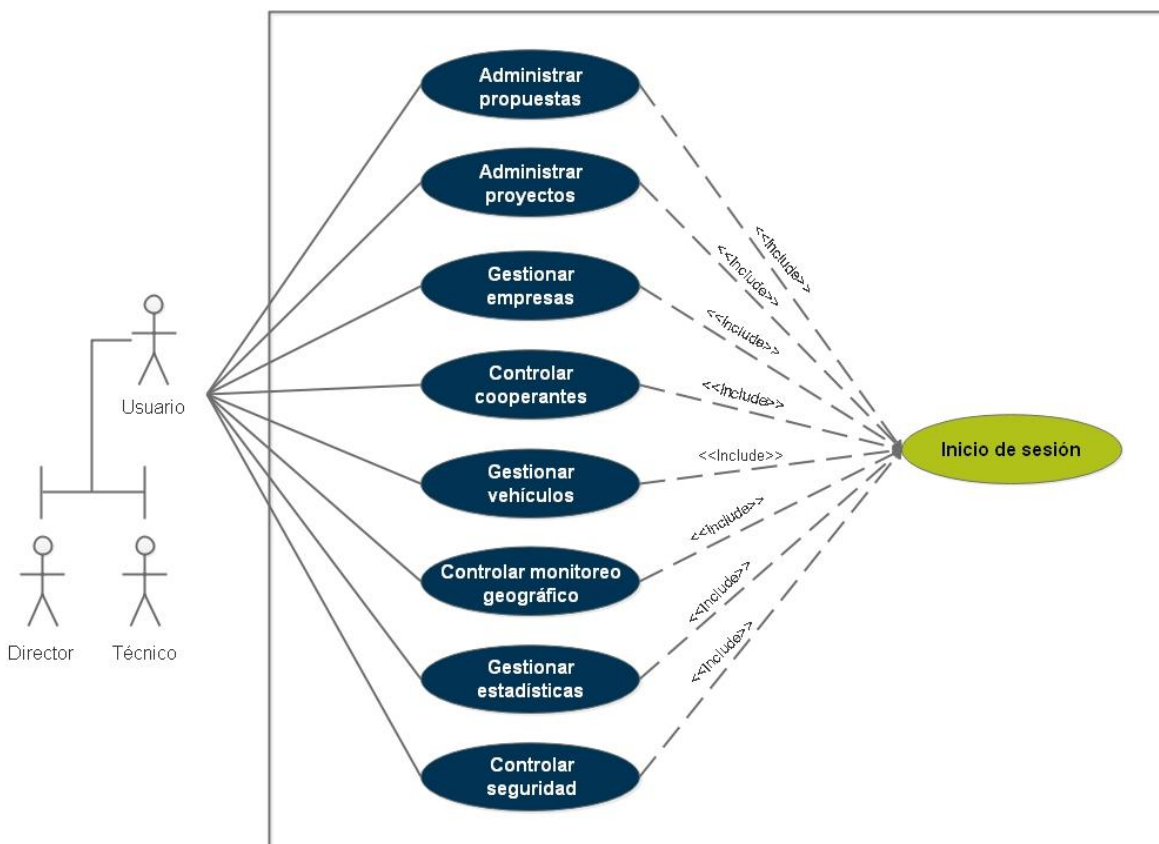 Administrar
propuestas
Administrar
proyectos
<<Include>>
<<Include>>
Gestionar
empresas
<<Include>>
Controlar
cooperantes
<<Include>>
Usuario
Inicio de sesión
Gestionar
vehículos
<<Include>>
Controlar monitoreo
geográfico
<<Include>>
Director
Técnico
Gestionar
estadísticas
<<Include>>
<<Include>>
Controlar
seguridad